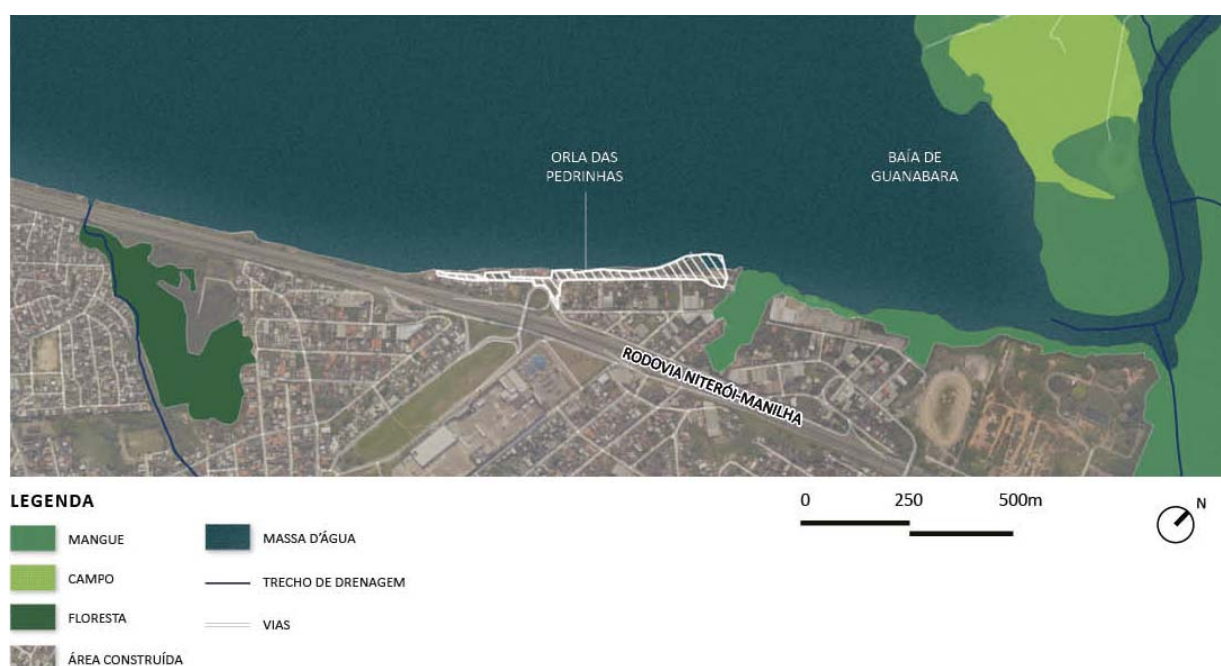 ORLA DAS
PEDRINHAS
BAÍA DE
GUANABARA
RODOVIA NITERÓI-MANILHA
LEGENDA
MANGUE
CAMPO
FLORESTA
ÁREA CONSTRUÍDA
MASSA D'ÁGUA
TRECHO DE DRENAGEM
VIAS
0 250 500m
N